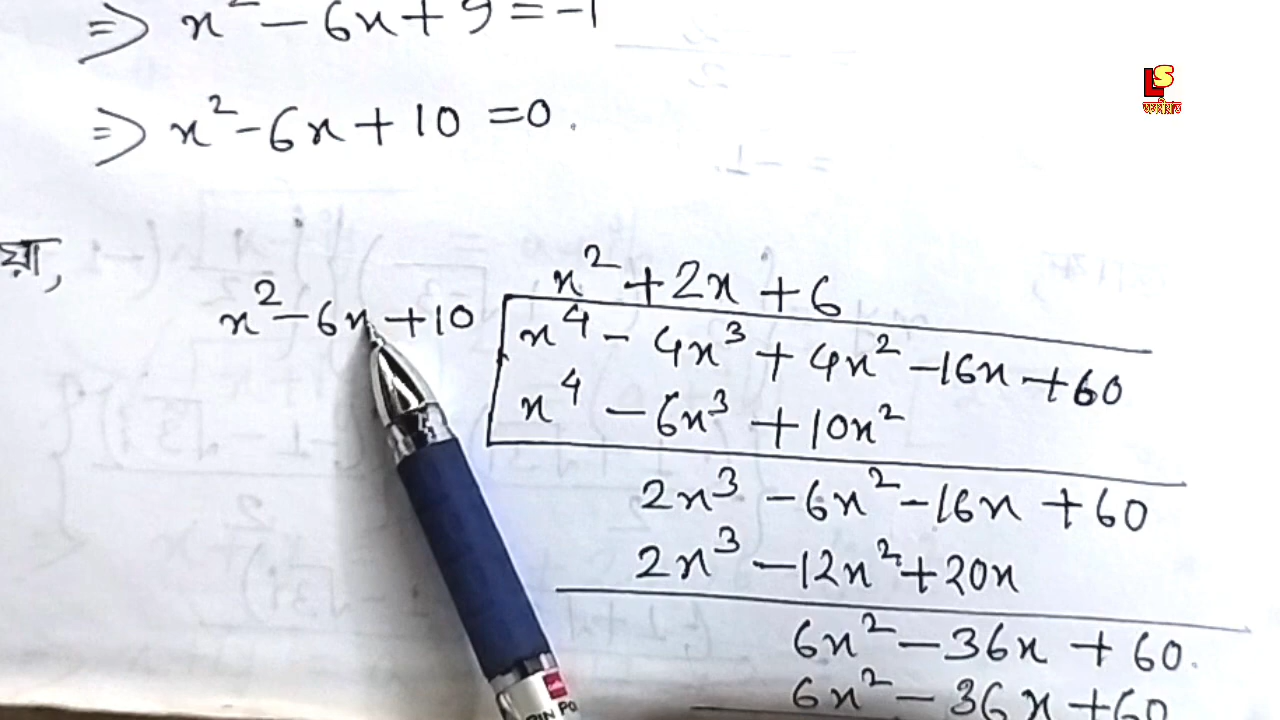 ⇒ x² − 6x + 9 = −1
⇒ x² − 6x + 10 = 0.
LS
য়া,
x² + 2x + 6
x² − 6x + 10
x⁴ − 4x³ + 4x² − 16x + 60
x⁴ − 6x³ + 10x²
2x³ − 6x² − 16x + 60
2x³ − 12x² + 20x
6x² − 36x + 60.
6x² − 36x + 60